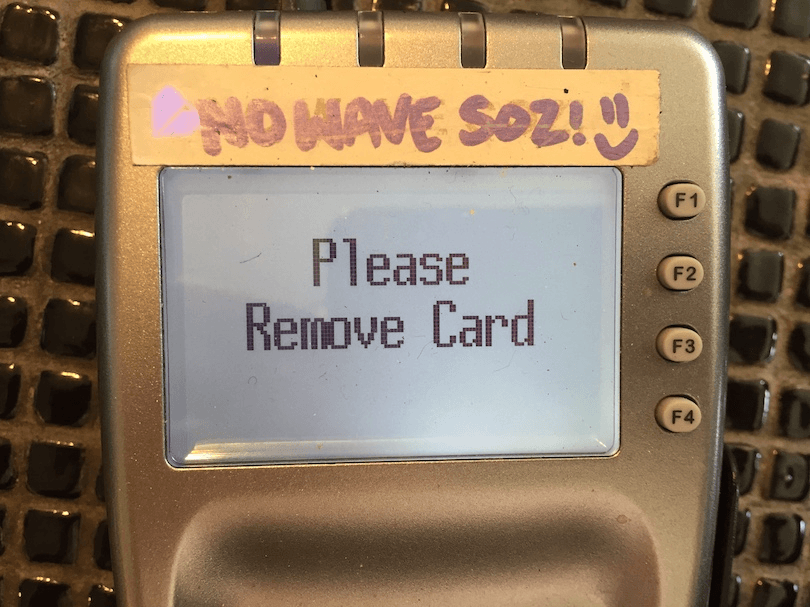 NO WAVE SOZ!
Please
Remove Card
F1
F2
F3
F4